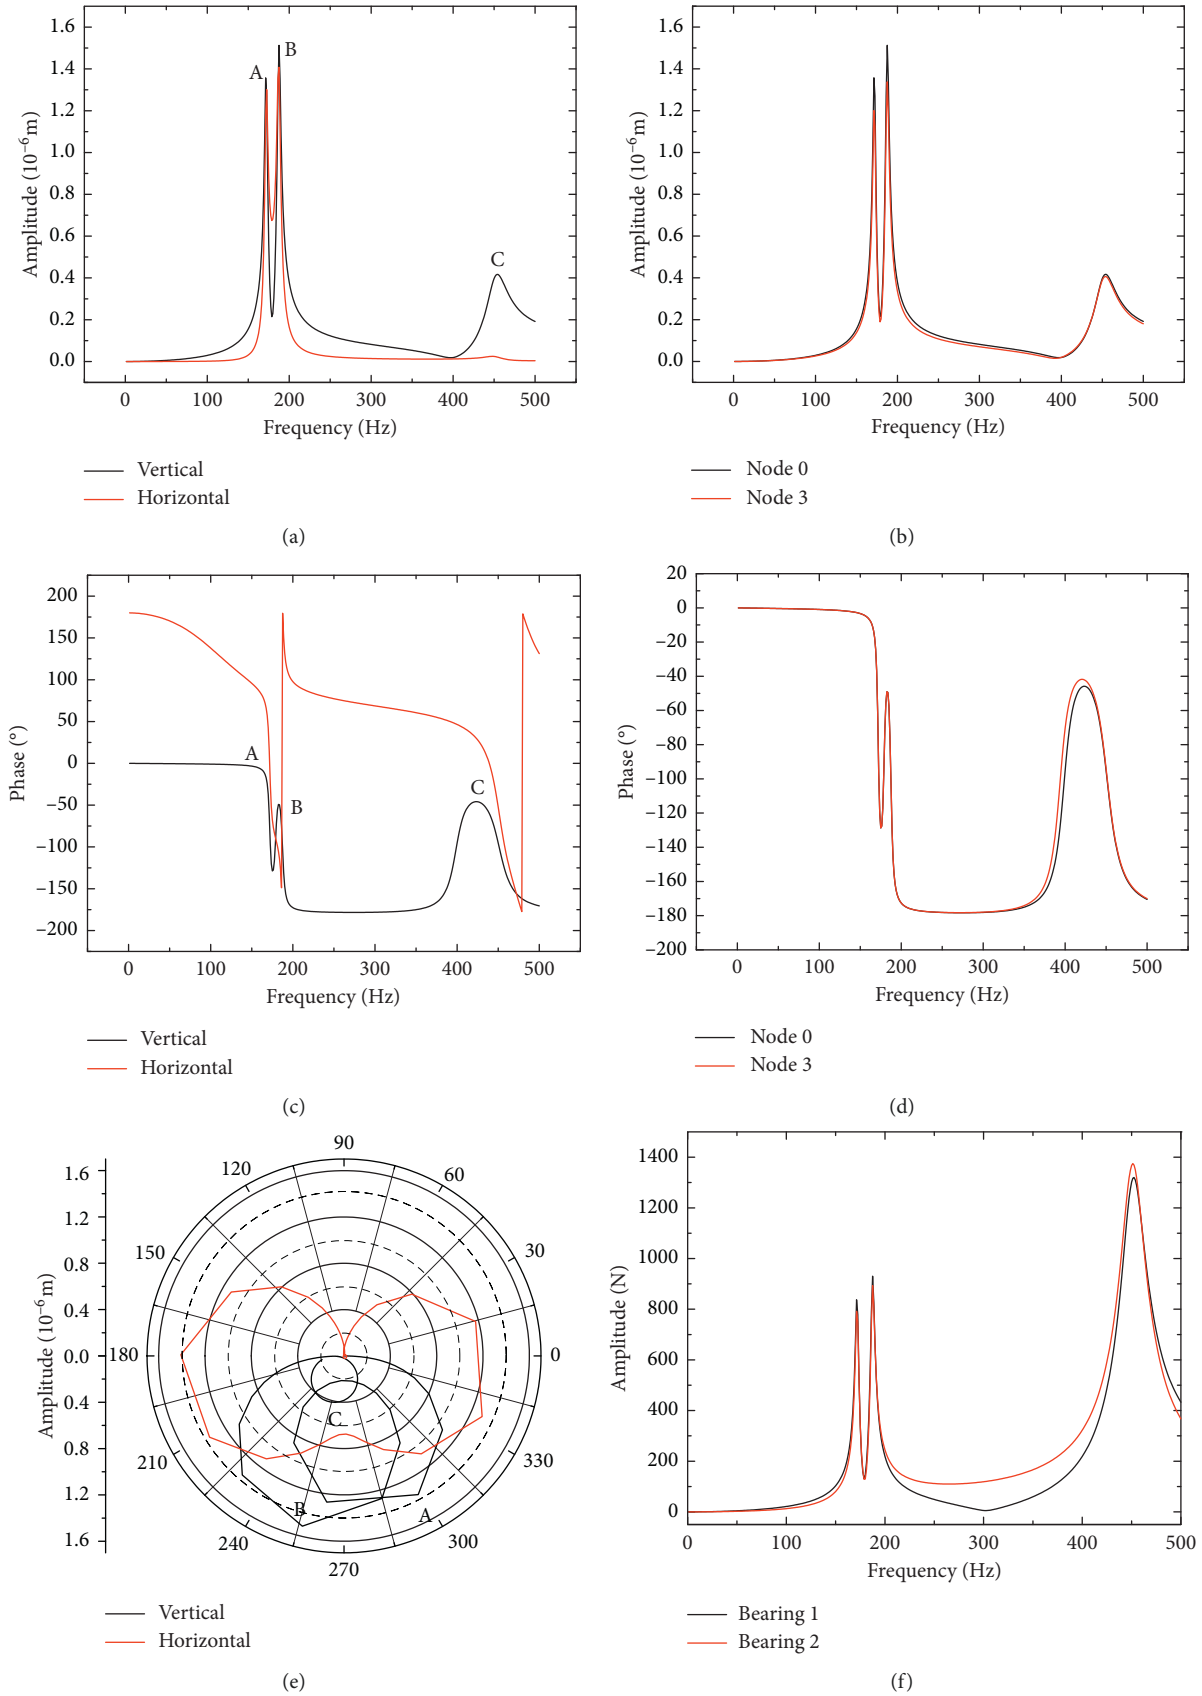 1.6
1.4
1.2
1.0
0.8
0.6
0.4
0.2
0.0
Amplitude (10⁻⁶ m)
A
B
C
0 100 200 300 400 500
Frequency (Hz)
Vertical
Horizontal
(a)
1.6
1.4
1.2
1.0
0.8
0.6
0.4
0.2
0.0
Amplitude (10⁻⁶ m)
0 100 200 300 400 500
Frequency (Hz)
Node 0
Node 3
(b)
200
150
100
50
0
−50
−100
−150
−200
Phase (°)
A
B
C
0 100 200 300 400 500
Frequency (Hz)
Vertical
Horizontal
(c)
20
0
−20
−40
−60
−80
−100
−120
−140
−160
−180
−200
Phase (°)
0 100 200 300 400 500
Frequency (Hz)
Node 0
Node 3
(d)
1.6
1.2
0.8
0.4
0.0
0.4
0.8
1.2
1.6
Amplitude (10⁻⁶ m)
90
120
60
150
30
180
0
210
330
240
300
270
C
B
A
Vertical
Horizontal
(e)
1400
1200
1000
800
600
400
200
0
Amplitude (N)
0 100 200 300 400 500
Frequency (Hz)
Bearing 1
Bearing 2
(f)